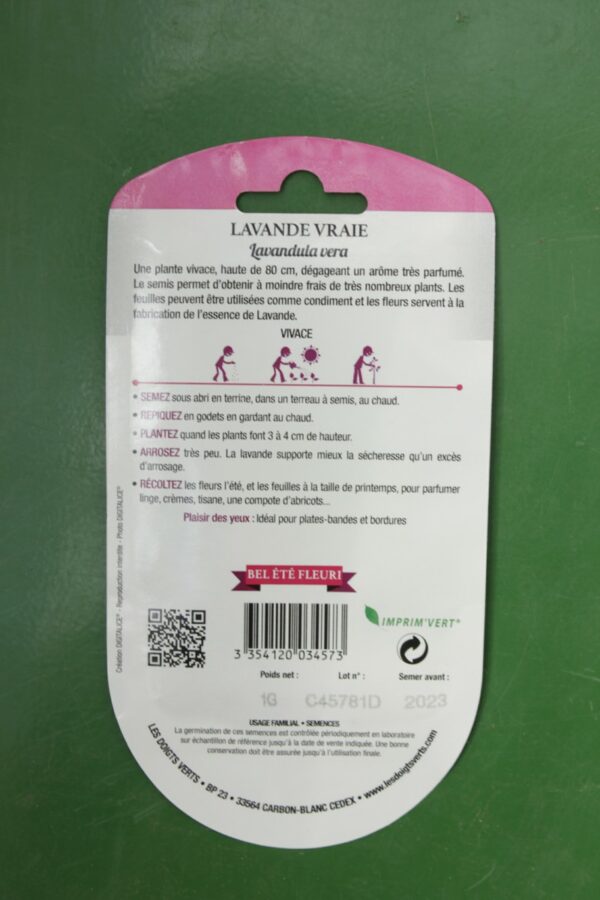 LAVANDE VRAIE
Lavandula vera
Une plante vivace, haute de 80 cm, dégageant un arôme très parfumé.
Le semis permet d'obtenir à moindre frais de très nombreux plants. Les
feuilles peuvent être utilisées comme condiment et les fleurs servent à la
fabrication de l'essence de Lavande.
VIVACE
• SEMEZ sous abri en terrine, dans un terreau à semis, au chaud.
• REPIQUEZ en godets en gardant au chaud.
• PLANTEZ quand les plants font 3 à 4 cm de hauteur.
• ARROSEZ très peu. La lavande supporte mieux la sécheresse qu'un excès
d'arrosage.
• RÉCOLTEZ les fleurs l'été, et les feuilles à la taille de printemps, pour parfumer
linge, crèmes, tisane, une compote d'abricots...
Plaisir des yeux : Idéal pour plates-bandes et bordures
Création DIGITALICE® - Reproduction interdite - Photo DIGITALICE®
BEL ÉTÉ FLEURI
IMPRIM'VERT®
3 354120 034573
Poids net : Lot n° : Semer avant :
1G C45781D 2023
USAGE FAMILIAL • SEMENCES
La germination de ces semences est contrôlée périodiquement en laboratoire
sur échantillon de référence jusqu'à la date de vente indiquée. Une bonne
conservation doit être assurée jusqu'à l'utilisation finale.
LES DOIGTS VERTS • BP 23 • 33564 CARBON-BLANC CEDEX • www.lesdoigtsverts.com